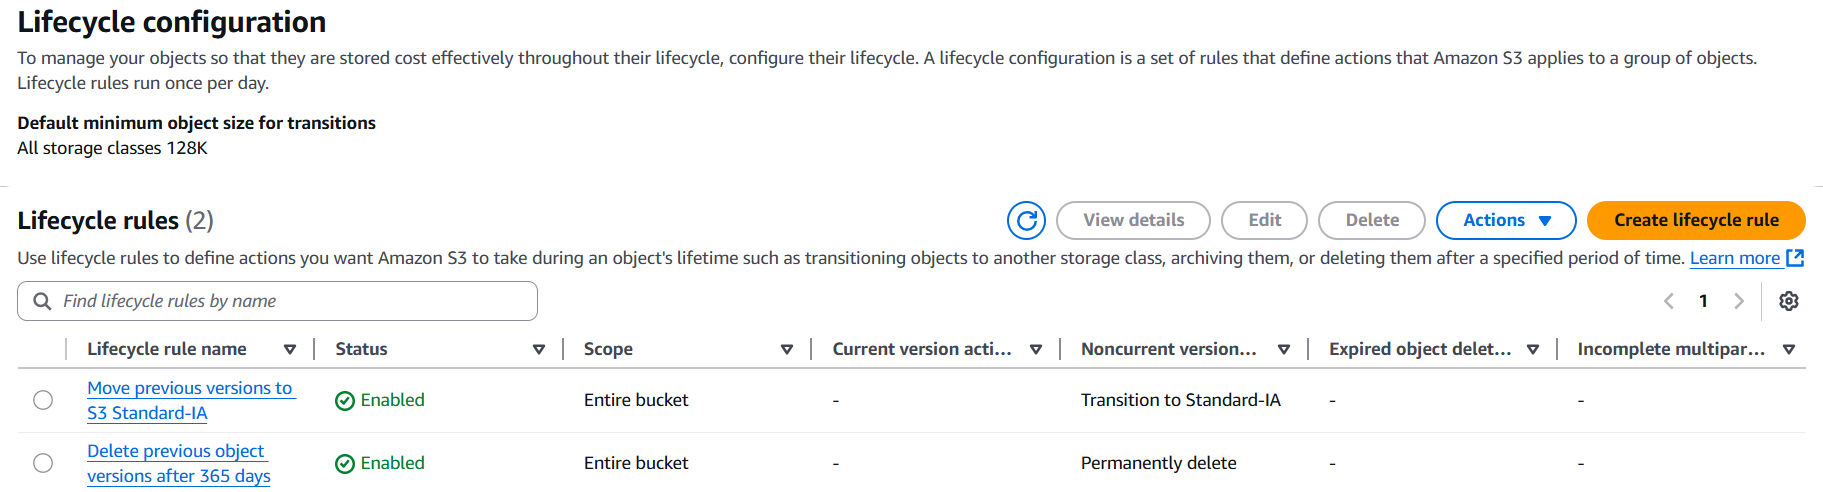 Lifecycle configuration
To manage your objects so that they are stored cost effectively throughout their lifecycle, configure their lifecycle. A lifecycle configuration is a set of rules that define actions that Amazon S3 applies to a group of objects.
Lifecycle rules run once per day.
Default minimum object size for transitions
All storage classes 128K
Lifecycle rules (2)
View details
Edit
Delete
Actions
Create lifecycle rule
Use lifecycle rules to define actions you want Amazon S3 to take during an object's lifetime such as transitioning objects to another storage class, archiving them, or deleting them after a specified period of time. Learn more
Find lifecycle rules by name
1
Lifecycle rule name Status Scope Current version acti... Noncurrent version... Expired object delet... Incomplete multipar...
Move previous versions to
S3 Standard-IA
Enabled Entire bucket - Transition to Standard-IA - -
Delete previous object
versions after 365 days
Enabled Entire bucket - Permanently delete - -